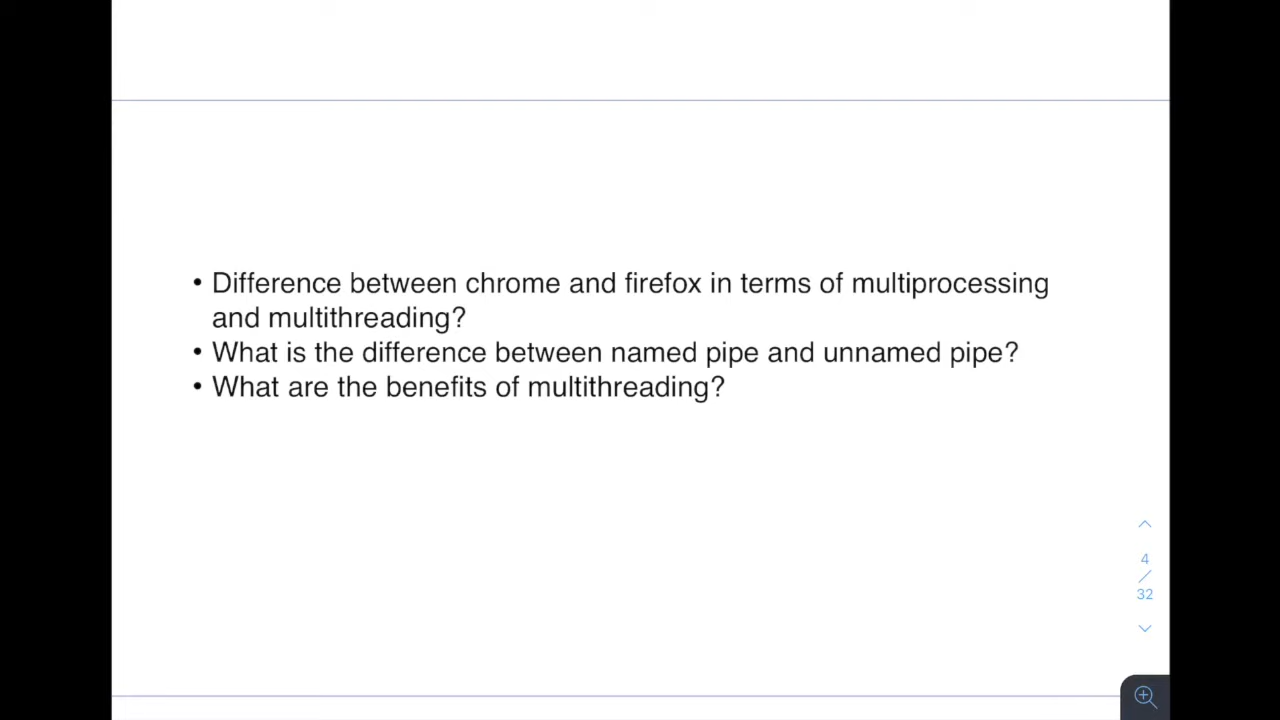 • Difference between chrome and firefox in terms of multiprocessing
and multithreading?
• What is the difference between named pipe and unnamed pipe?
• What are the benefits of multithreading?
4
/
32